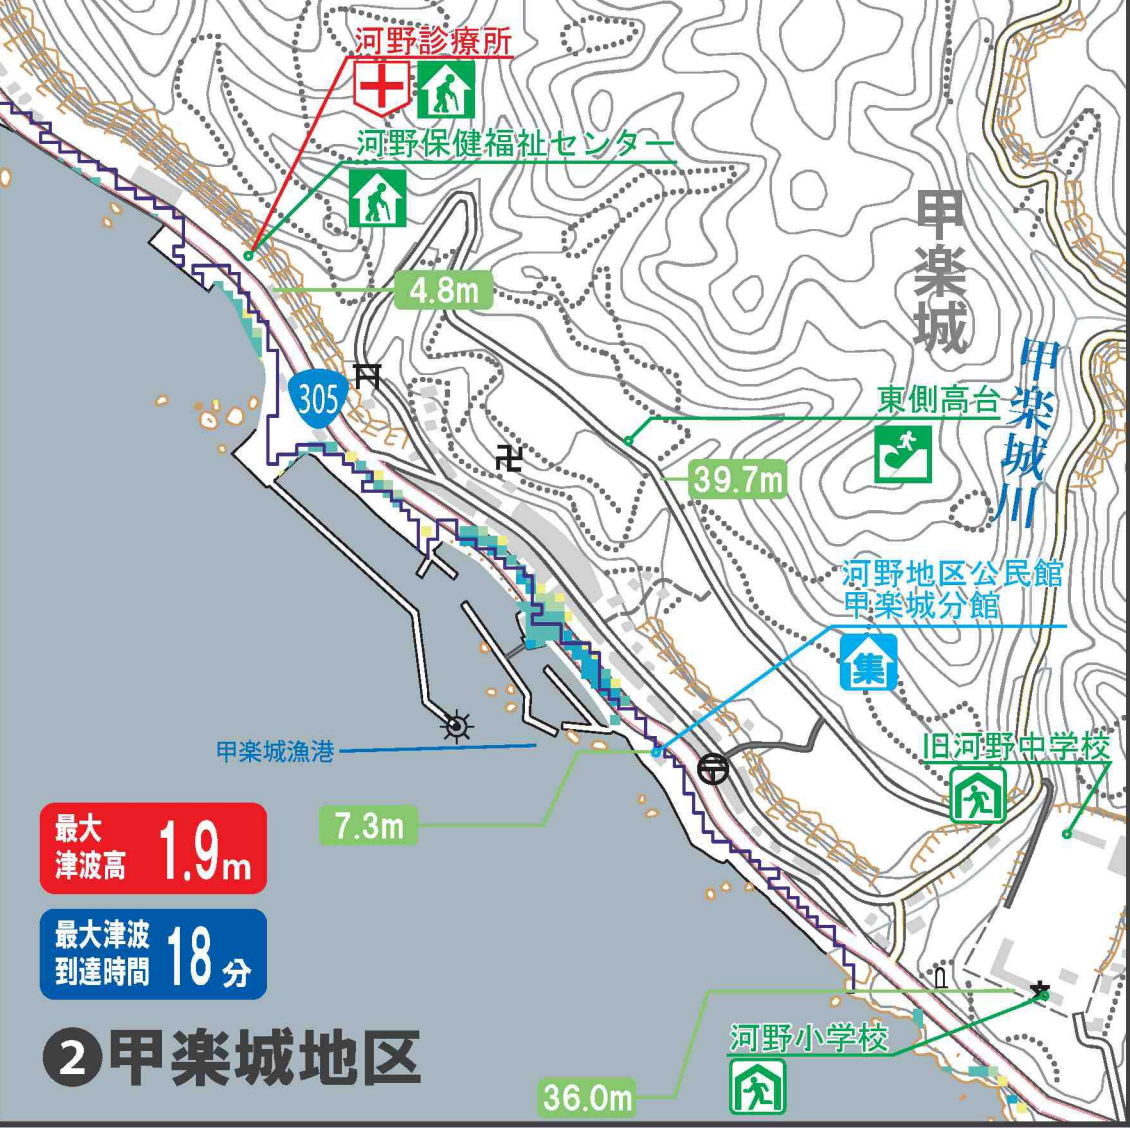 河野診療所
河野保健福祉センター
4.8m
甲楽城
甲楽城川
305
東側高台
39.7m
河野地区公民館
甲楽城分館
集
甲楽城漁港
旧河野中学校
7.3m
最大
津波高
1.9m
最大津波
到達時間
18分
❷甲楽城地区
河野小学校
36.0m